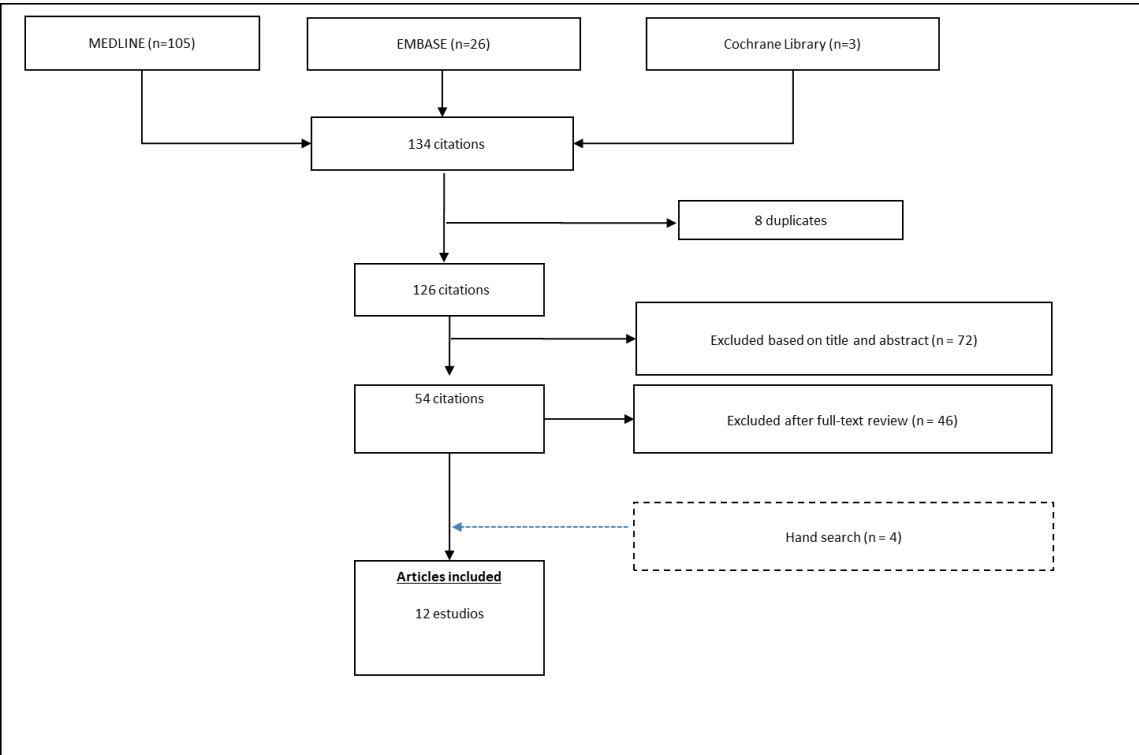 MEDLINE (n=105)
EMBASE (n=26)
Cochrane Library (n=3)
134 citations
8 duplicates
126 citations
Excluded based on title and abstract (n = 72)
54 citations
Excluded after full-text review (n = 46)
Hand search (n = 4)
Articles included
12 estudios